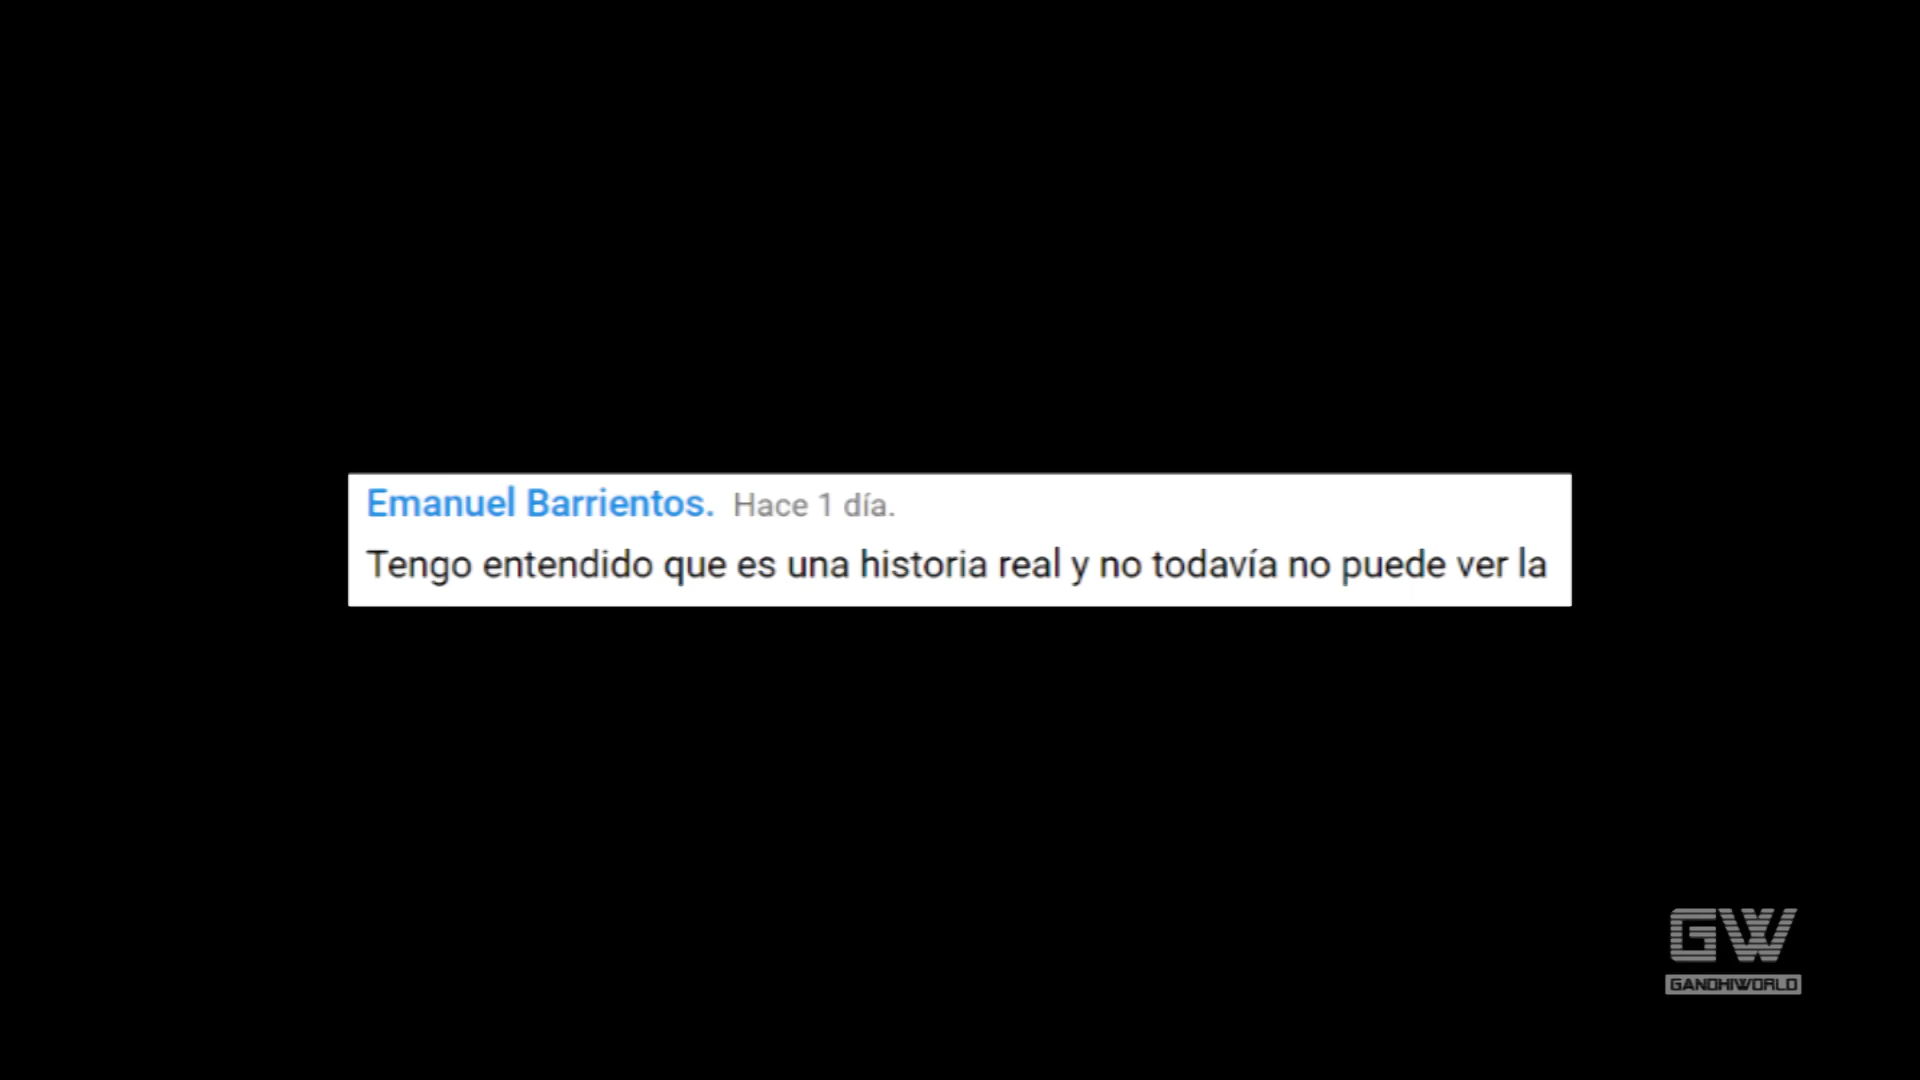 Emanuel Barrientos. Hace 1 día.
Tengo entendido que es una historia real y no todavía no puede ver la
GW
GANDHIWORLD